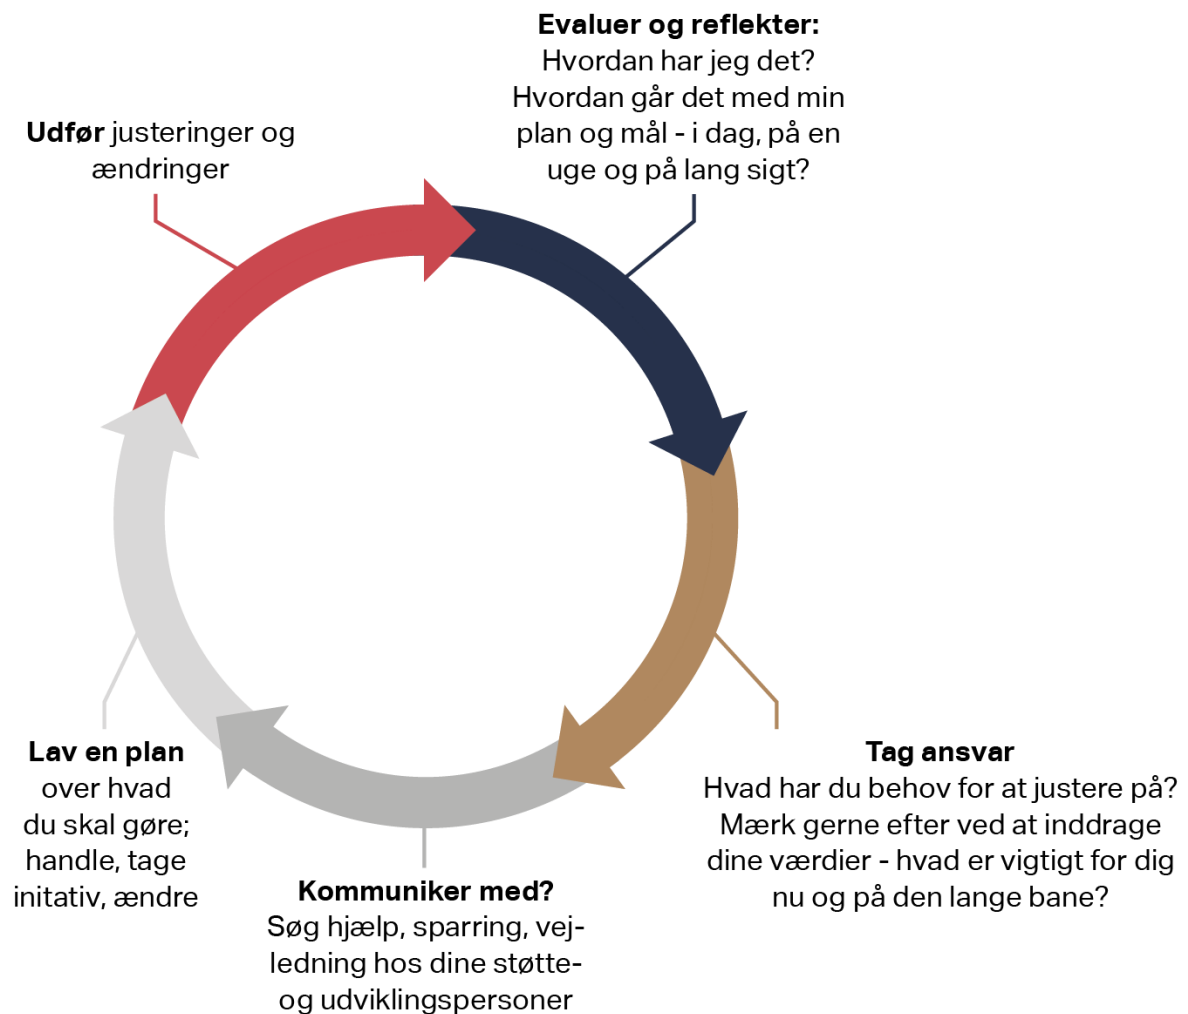 Evaluer og reflekter:
Hvordan har jeg det?
Hvordan går det med min
plan og mål - i dag, på en
uge og på lang sigt?
Tag ansvar
Hvad har du behov for at justere på?
Mærk gerne efter ved at inddrage
dine værdier - hvad er vigtigt for dig
nu og på den lange bane?
Kommuniker med?
Søg hjælp, sparring, vej-
ledning hos dine støtte-
og udviklingspersoner
Lav en plan
over hvad
du skal gøre;
handle, tage
initativ, ændre
Udfør justeringer og
ændringer